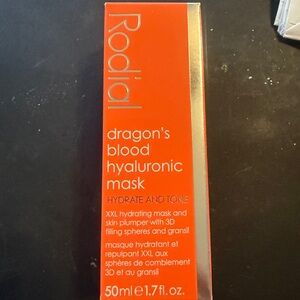 Rodial
dragon's
blood
hyaluronic
mask
HYDRATE AND TONE
XXL hydrating mask and
skin plumper with 3D
filling spheres and gransil
masque hydratant et
repulpant XXL aux
sphères de comblement
3D et au gransil
50ml e 1.7fl. oz.